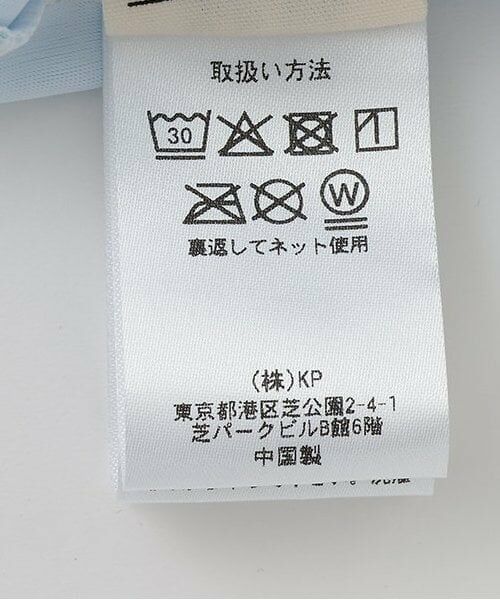 取扱い方法
30
W
裏返してネット使用
(株)KP
東京都港区芝公園2-4-1
芝パークビルB館6階
中国製